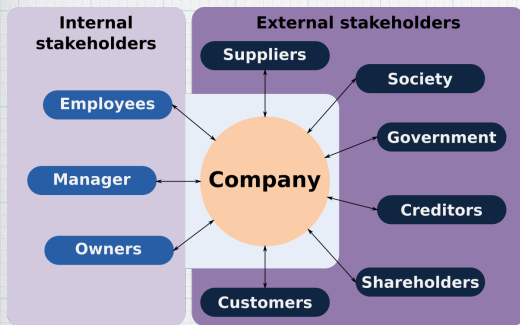 Internal
stakeholders
External stakeholders
Suppliers
Society
Employees
Government
Manager
Company
Creditors
Owners
Shareholders
Customers